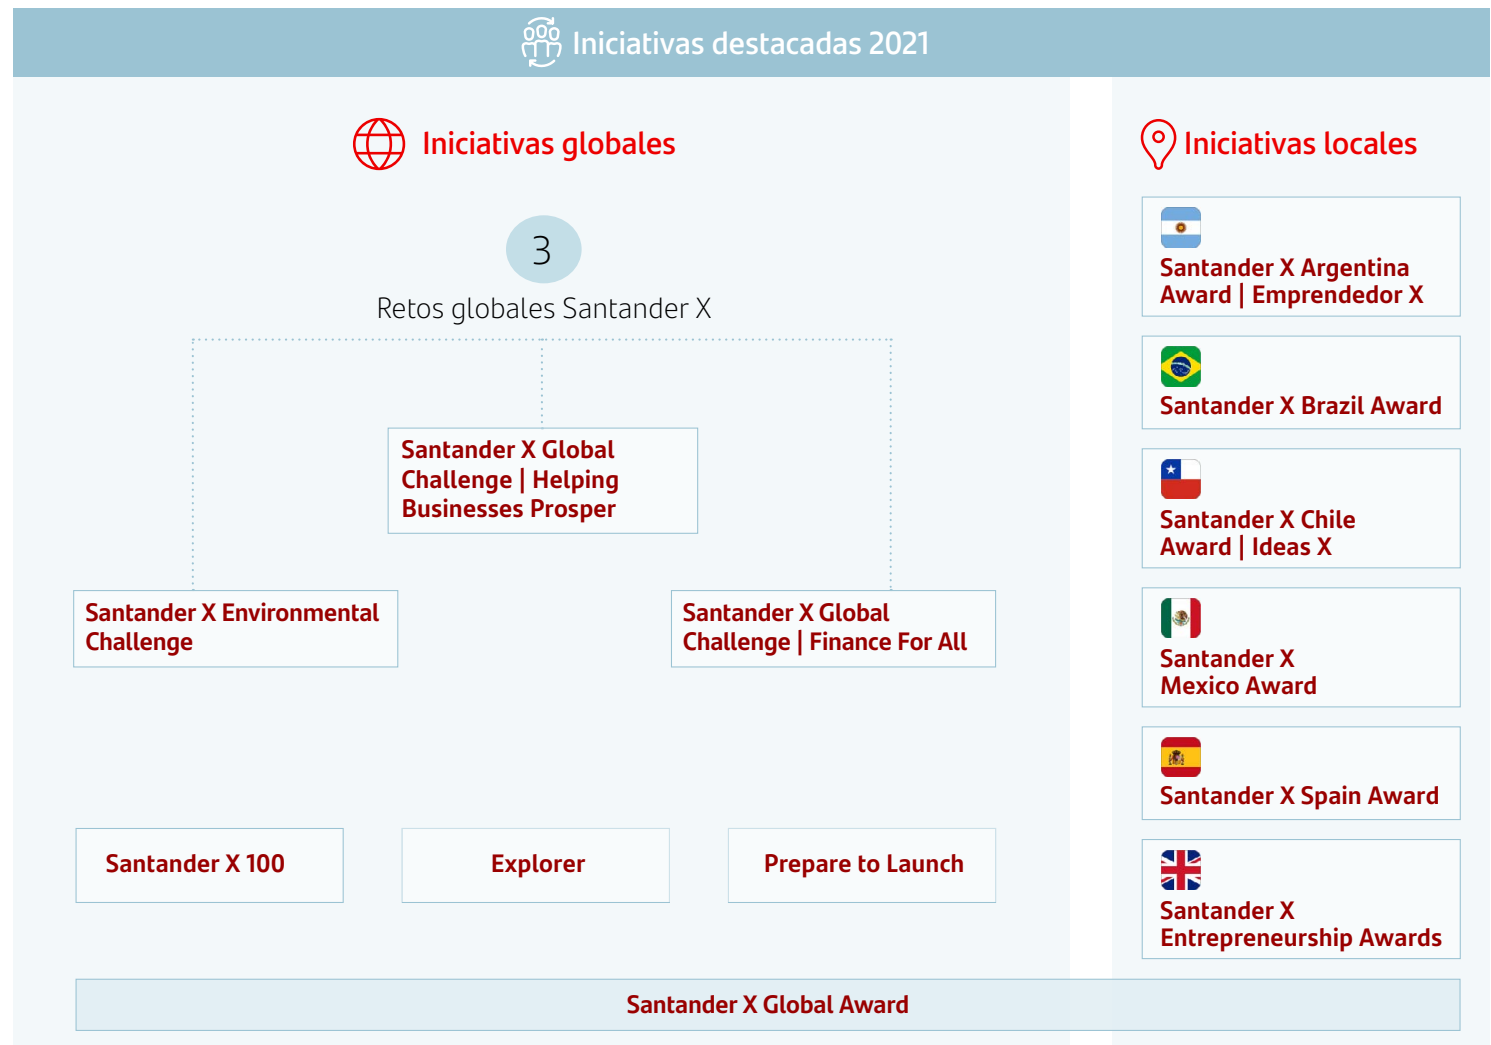 Iniciativas destacadas 2021
Iniciativas globales
3
Retos globales Santander X
Santander X Global
Challenge | Helping
Businesses Prosper
Santander X Environmental
Challenge
Santander X Global
Challenge | Finance For All
Santander X 100
Explorer
Prepare to Launch
Iniciativas locales
Santander X Argentina
Award | Emprendedor X
Santander X Brazil Award
Santander X Chile
Award | Ideas X
Santander X
Mexico Award
Santander X Spain Award
Santander X
Entrepreneurship Awards
Santander X Global Award